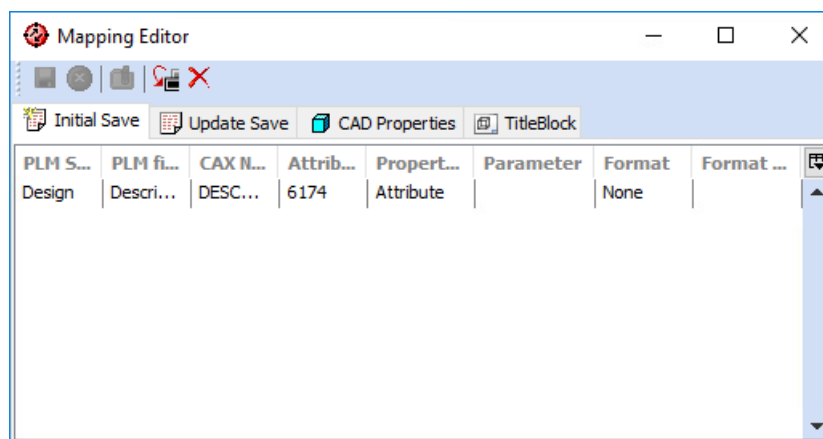 Mapping Editor
Initial Save Update Save CAD Properties TitleBlock
PLM S... PLM fi... CAX N... Attrib... Propert... Parameter Format Format ...
Design Descri... DESC... 6174 Attribute None